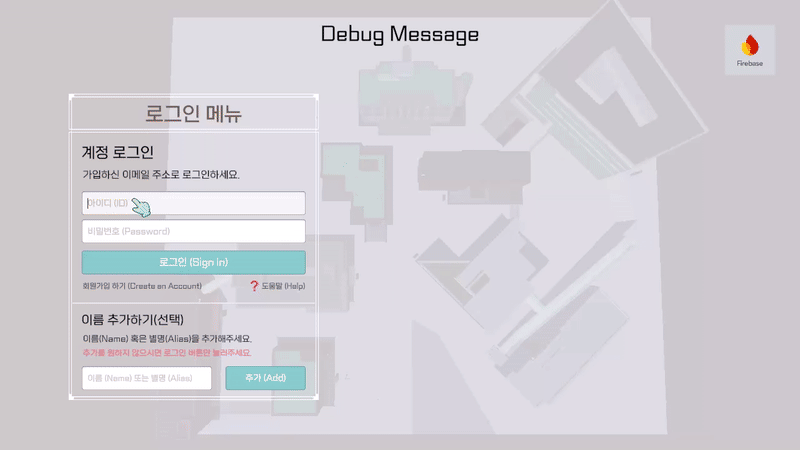 Debug Message
Firebase
로그인 메뉴
계정 로그인
가입하신 이메일 주소로 로그인하세요.
아이디 (ID)
비밀번호 (Password)
로그인 (Sign in)
회원가입 하기 (Create an Account)
❓ 도움말 (Help)
이름 추가하기(선택)
이름(Name) 혹은 별명(Alias)을 추가해주세요.
추가를 원하지 않으시면 로그인 버튼만 눌러주세요.
이름 (Name) 또는 별명 (Alias)
추가 (Add)